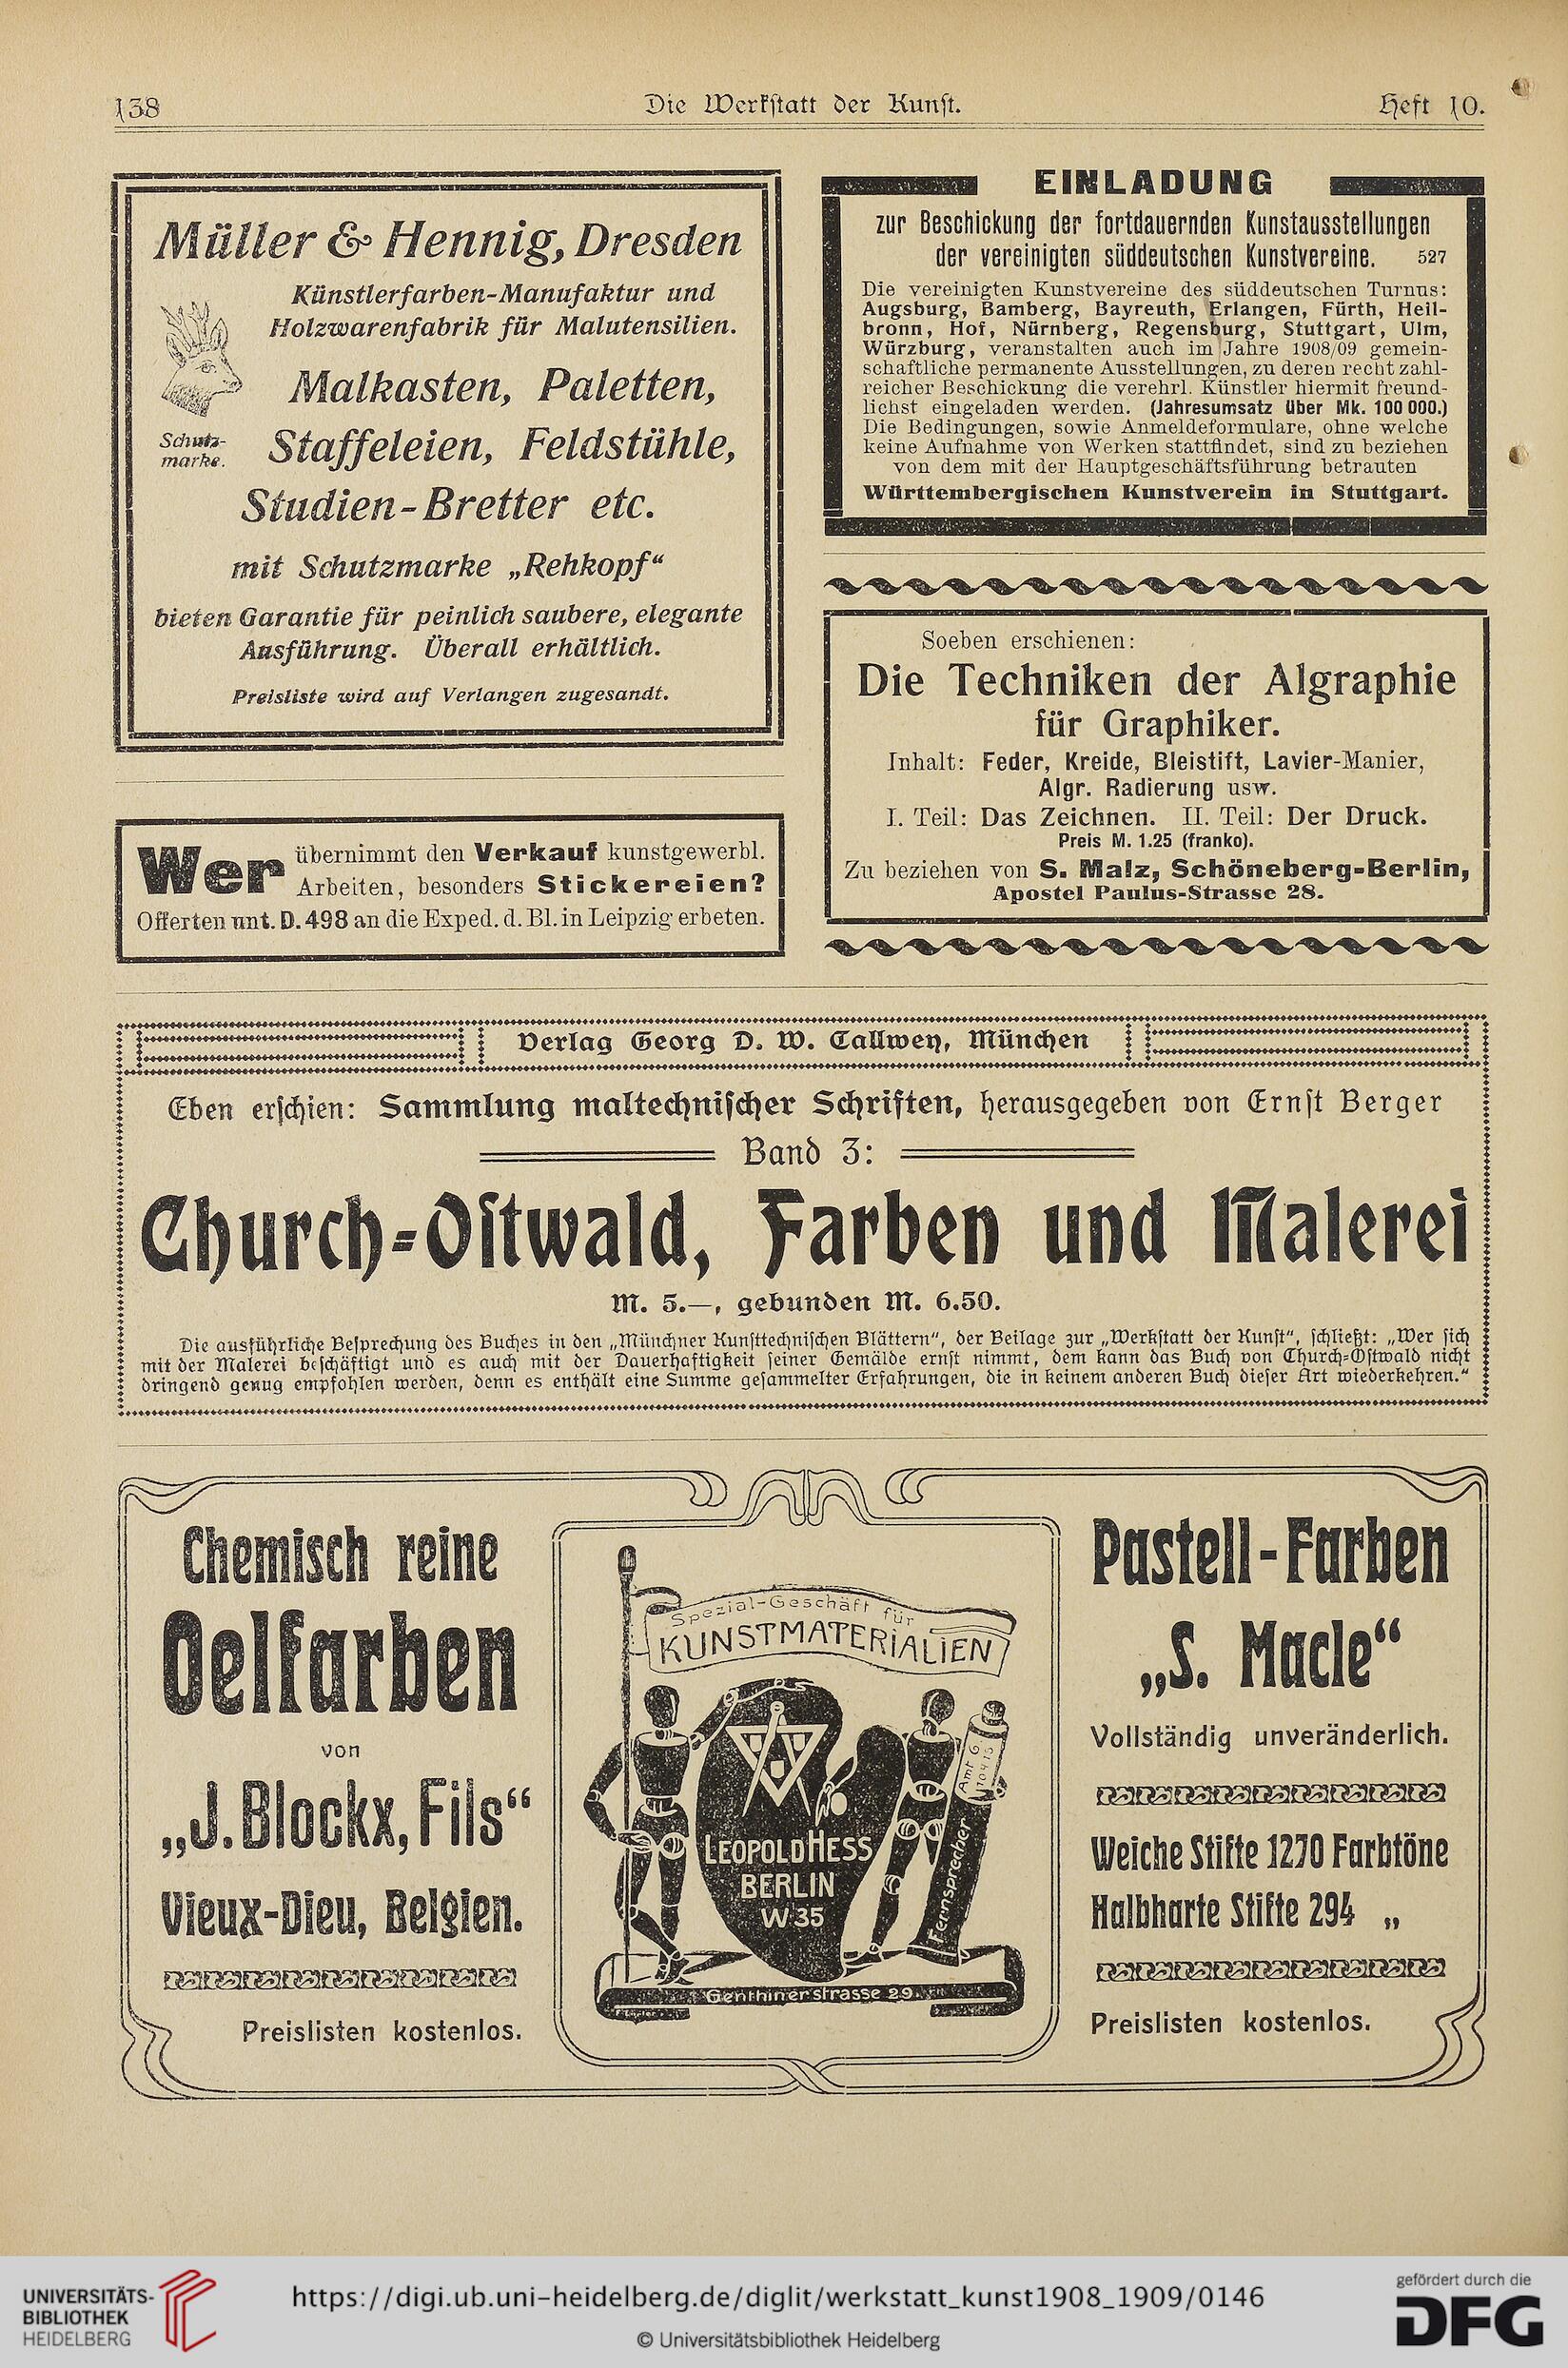 138
Die Werkstatt der Kunst.
Heft 10.
Müller & Hennig, Dresden
Künstlerfarben-Manufaktur und
Holzwarenfabrik für Malutensilien.
Malkasten, Paletten,
Schutz-
marke.
Staffeleien, Feldstühle,
Studien-Bretter etc.
mit Schutzmarke „Rehkopf“
bieten Garantie für peinlich saubere, elegante
Ausführung. Überall erhältlich.
Preisliste wird auf Verlangen zugesandt.
Wer übernimmt den Verkauf kunstgewerbl.
Arbeiten, besonders Stickereien?
Offerten unt. D. 498 an die Exped. d. Bl. in Leipzig erbeten.
EINLADUNG
zur Beschickung der fortdauernden Kunstausstellungen
der vereinigten süddeutschen Kunstvereine. 527
Die vereinigten Kunstvereine des süddeutschen Turnus:
Augsburg, Bamberg, Bayreuth, Erlangen, Fürth, Heil-
bronn, Hof, Nürnberg, Regensburg, Stuttgart, Ulm,
Würzburg, veranstalten auch im Jahre 1908/09 gemein-
schaftliche permanente Ausstellungen, zu deren recht zahl-
reicher Beschickung die verehrl. Künstler hiermit freund-
lichst eingeladen werden. (Jahresumsatz über Mk. 100 000.)
Die Bedingungen, sowie Anmeldeformulare, ohne welche
keine Aufnahme von Werken stattfindet, sind zu beziehen
von dem mit der Hauptgeschäftsführung betrauten
Württembergischen Kunstverein in Stuttgart.
Soeben erschienen:
Die Techniken der Algraphie
für Graphiker.
Inhalt: Feder, Kreide, Bleistift, Lavier-Manier,
Algr. Radierung usw.
I. Teil: Das Zeichnen. II. Teil: Der Druck.
Preis M. 1.25 (franko).
Zu beziehen von S. Malz, Schöneberg-Berlin,
Apostel Paulus-Strasse 28.
Verlag Georg D. W. Callwey, München
Eben erschien: Sammlung maltechnischer Schriften, herausgegeben von Ernst Berger
Band 3:
Church-Ostwald, Farben und Malerei
M. 5.—, gebunden M. 6.50.
Die ausführliche Besprechung des Buches in den „Münchner Kunsttechnischen Blättern“, der Beilage zur „Werkstatt der Kunst“, schließt: „Wer sich
mit der Malerei beschäftigt und es auch mit der Dauerhaftigkeit seiner Gemälde ernst nimmt, dem kann das Buch von Church-Ostwald nicht
dringend genug empfohlen werden, denn es enthält eine Summe gesammelter Erfahrungen, die in keinem anderen Buch dieser Art wiederkehren.“
Chemisch reine
Oelfarben
von
„J. Blockx, Fils“
Vieux-Dieu, Belgien.
Preislisten kostenlos.
Spezial-Geschäft für
KUNSTMATERIALIEN
LEOPOLD HESS
BERLIN
W 35
Amt 6
Fernsprecher
Genthinerstrasse 29.
Pastell-Farben
„S. Macle“
Vollständig unveränderlich.
Weiche Stifte 1270 Farbtöne
Halbharte Stifte 294 „
Preislisten kostenlos.
UNIVERSITÄTS-
BIBLIOTHEK
HEIDELBERG
https://digi.ub.uni-heidelberg.de/diglit/werkstatt_kunst1908_1909/0146
© Universitätsbibliothek Heidelberg
gefördert durch die
DFG